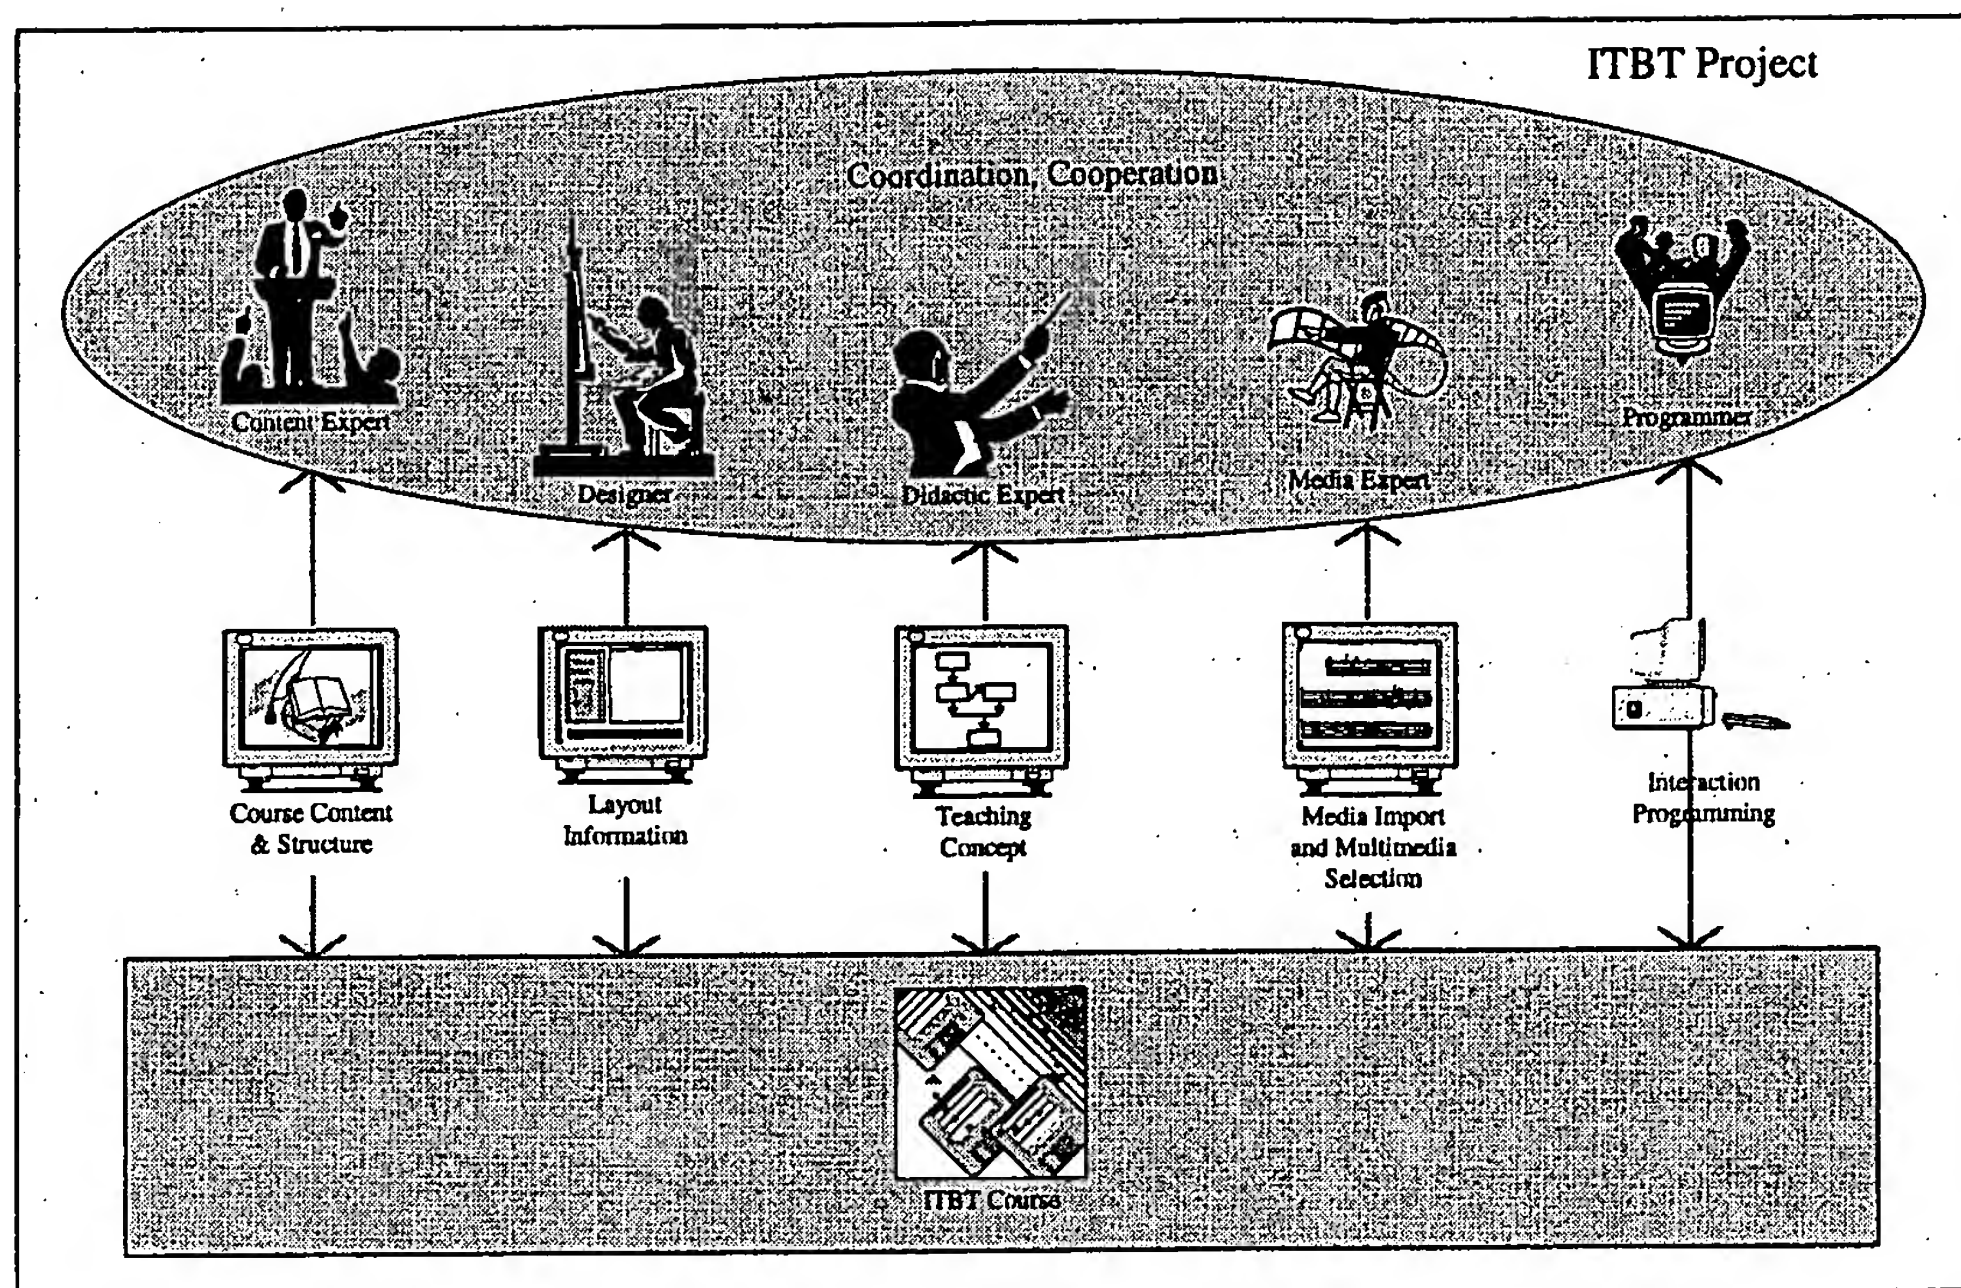 ITBT Project
Coordination, Cooperation
Content Expert
Designer
Didactic Expert
Media Expert
Programmer
Course Content
& Structure
Layout
Information
Teaching
Concept
Media Import
and Multimedia
Selection
Interaction
Programming
ITBT Course